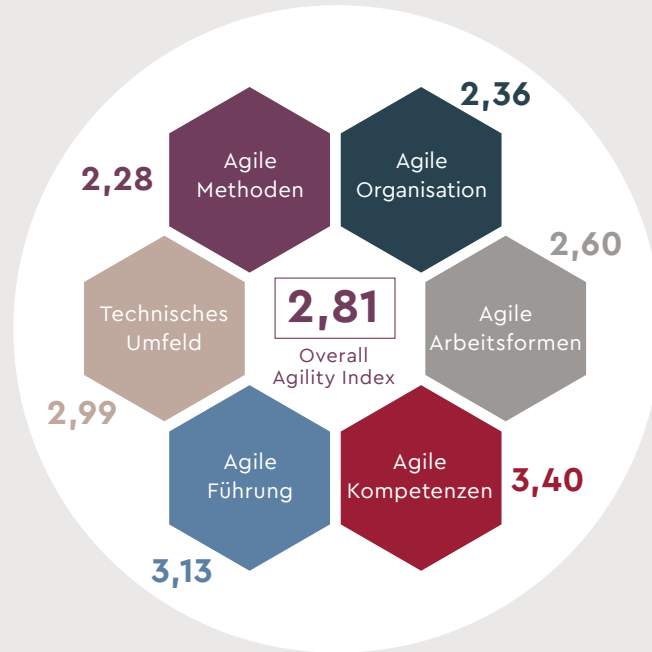 2,36
Agile
Methoden
Agile
Organisation
2,28
2,60
Technisches
Umfeld
2,81
Overall
Agility Index
Agile
Arbeitsformen
2,99
Agile
Führung
Agile
Kompetenzen
3,40
3,13